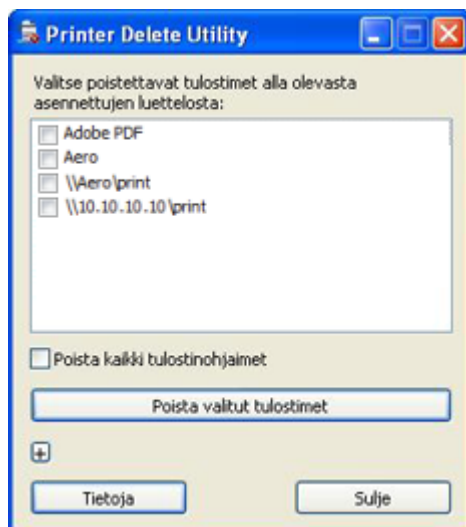 Printer Delete Utility
Valitse poistettavat tulostimet alla olevasta
asennettujen luettelosta:
Adobe PDF
Aero
\\Aero\print
\\10.10.10.10\print
Poista kaikki tulostinohjaimet
Poista valitut tulostimet
Tietoja
Sulje